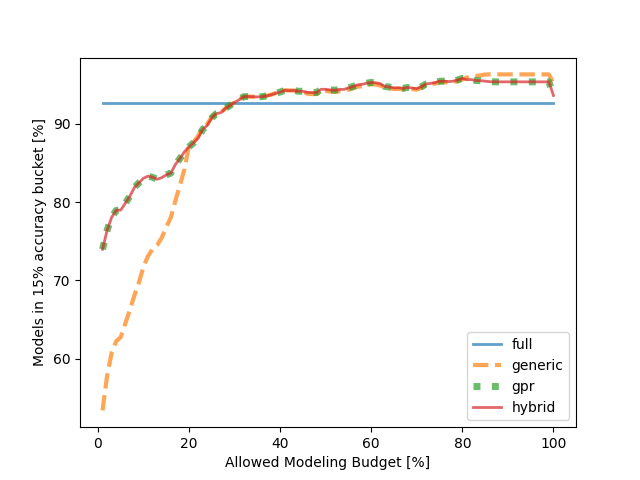 Models in 15% accuracy bucket [%]
90
80
70
60
0 20 40 60 80 100
Allowed Modeling Budget [%]
full
generic
gpr
hybrid